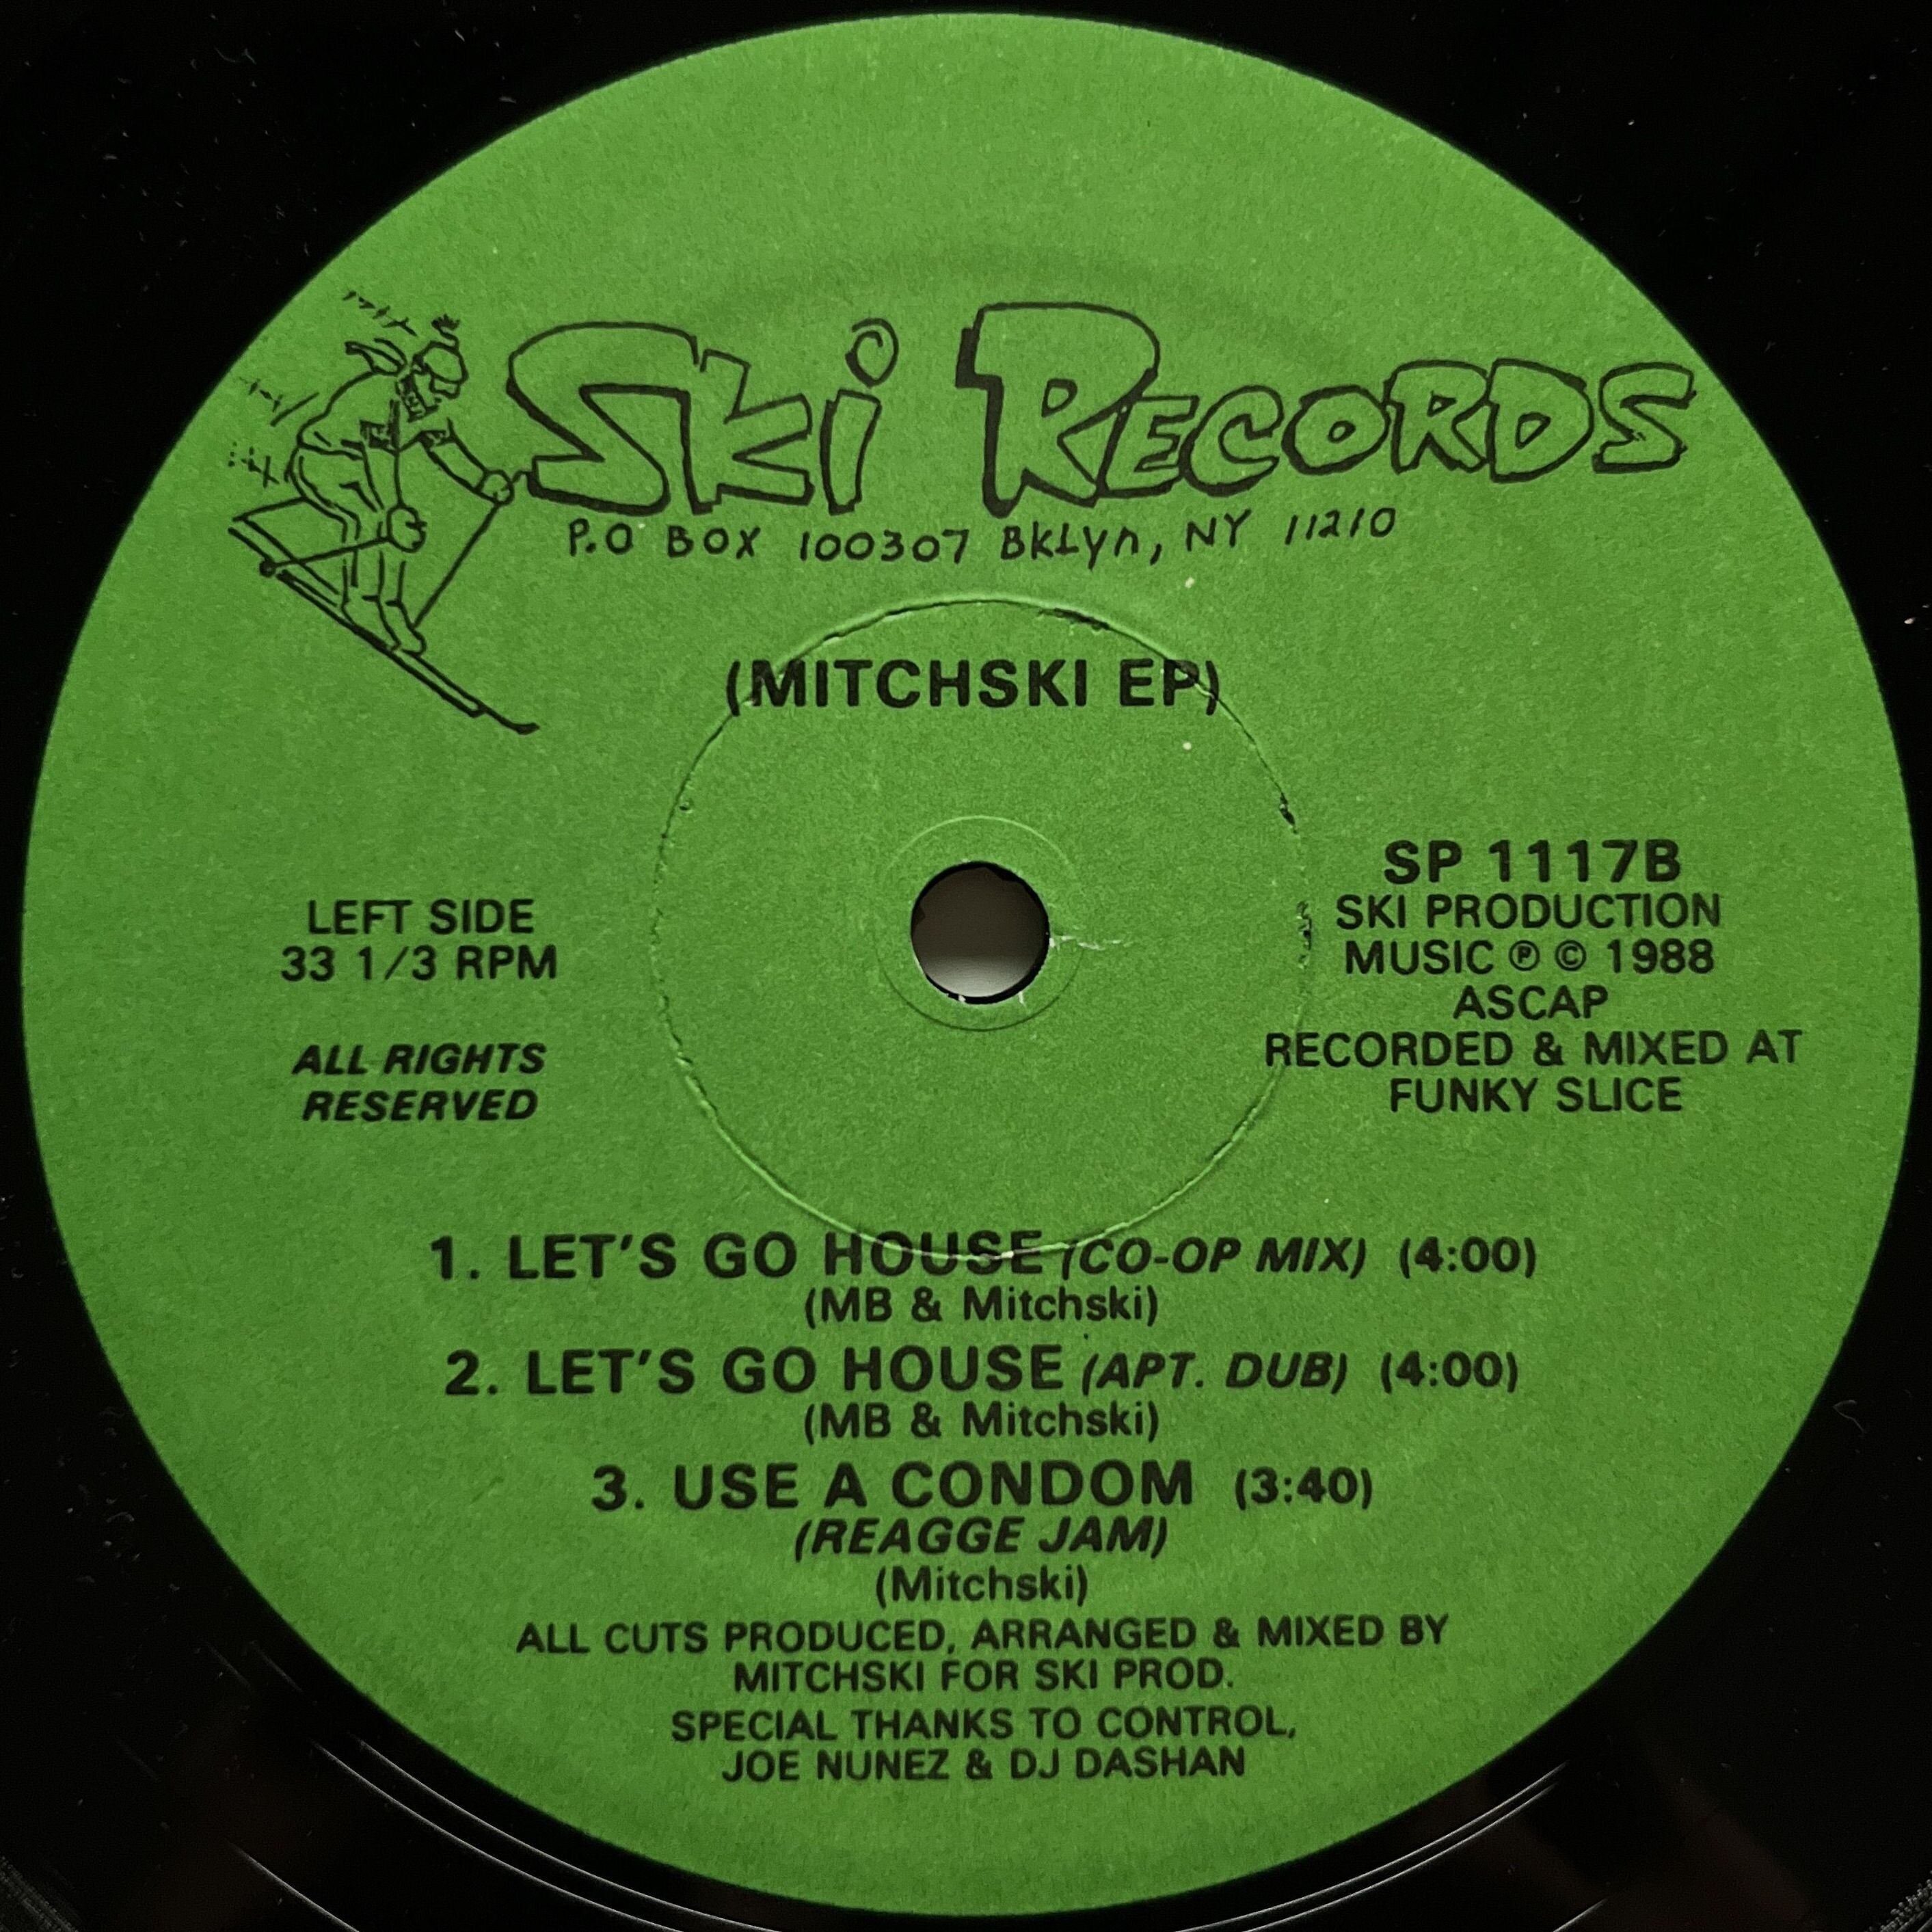 Ski Records
P.O BOX 100307 BKLyn, NY 11210
(MITCHSKI EP)
LEFT SIDE
33 1/3 RPM
ALL RIGHTS
RESERVED
SP 1117B
SKI PRODUCTION
MUSIC ℗ © 1988
ASCAP
RECORDED & MIXED AT
FUNKY SLICE
1. LET'S GO HOUSE (CO-OP MIX) (4:00)
(MB & Mitchski)
2. LET'S GO HOUSE (APT. DUB) (4:00)
(MB & Mitchski)
3. USE A CONDOM (3:40)
(REAGGE JAM)
(Mitchski)
ALL CUTS PRODUCED, ARRANGED & MIXED BY
MITCHSKI FOR SKI PROD.
SPECIAL THANKS TO CONTROL,
JOE NUNEZ & DJ DASHAN